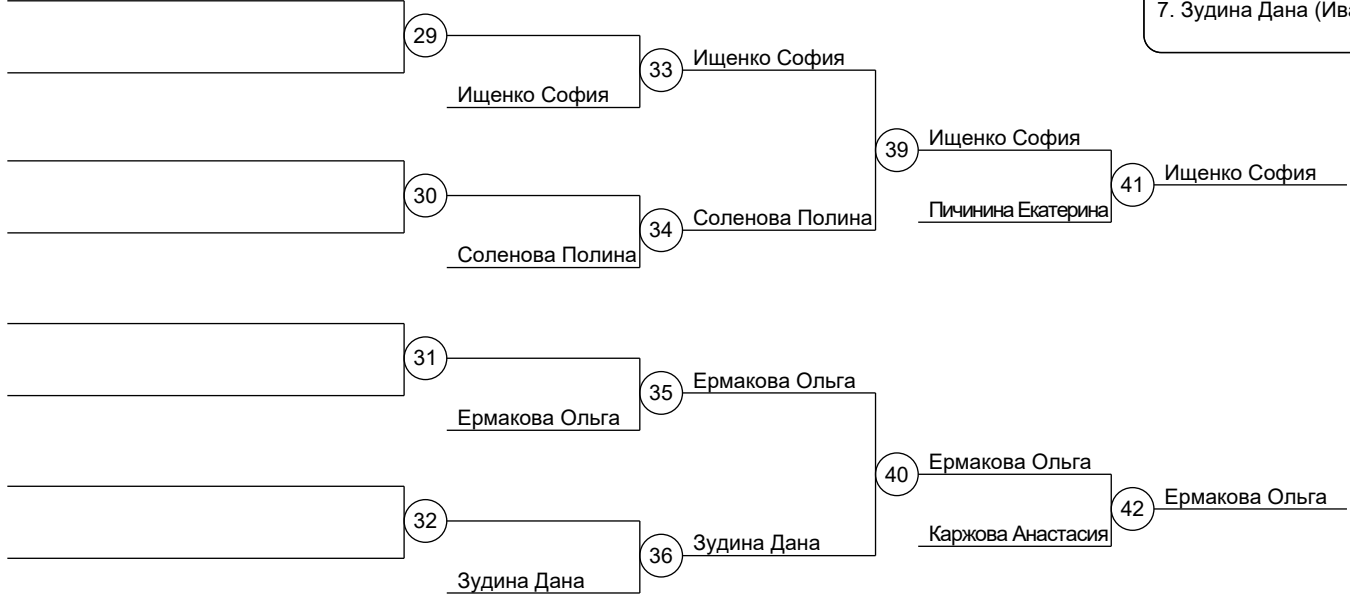 7. Зудина Дана (Ива
29
33
Ищенко София
Ищенко София
39
Ищенко София
41
Ищенко София
Пичинина Екатерина
30
34
Соленова Полина
Соленова Полина
31
35
Ермакова Ольга
Ермакова Ольга
40
Ермакова Ольга
42
Ермакова Ольга
Каржова Анастасия
32
36
Зудина Дана
Зудина Дана